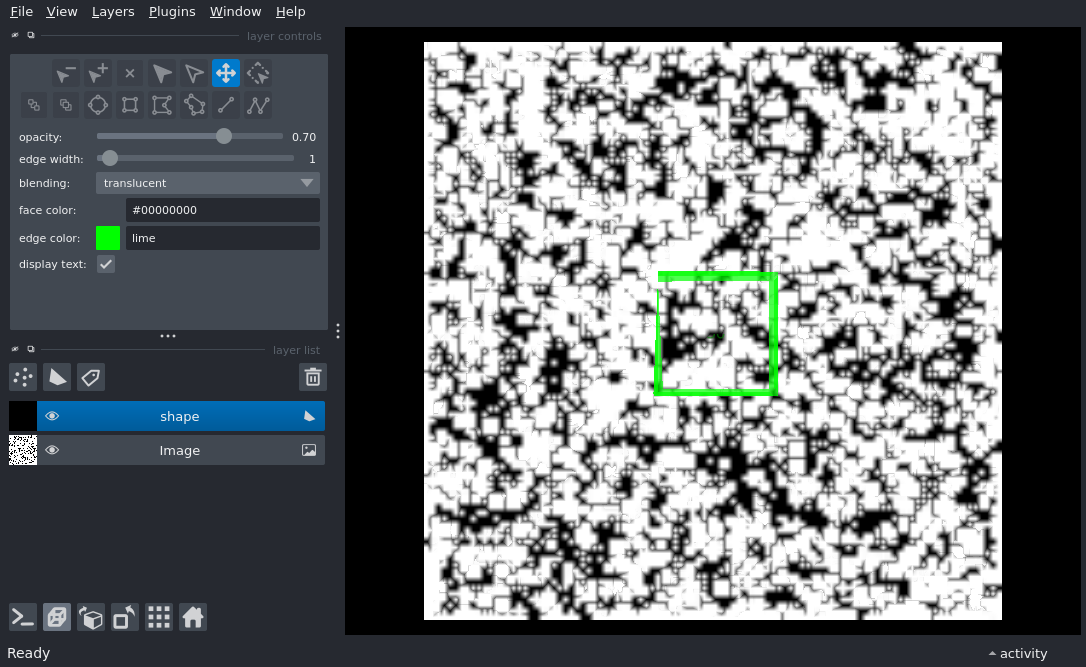 File View Layers Plugins Window Help
layer controls
opacity: 0.70
edge width: 1
blending: translucent
face color: #00000000
edge color: lime
display text:
layer list
shape
Image
Ready
activity